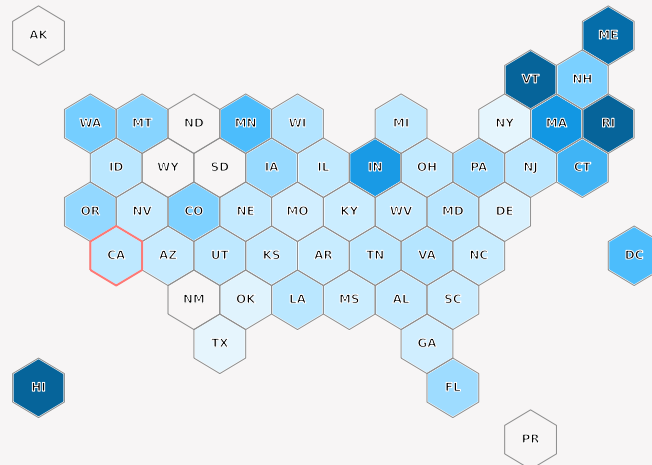 AK ME
VT NH
WA MT ND MN WI MI NY MA RI
ID WY SD IA IL IN OH PA NJ CT
OR NV CO NE MO KY WV MD DE
CA AZ UT KS AR TN VA NC DC
NM OK LA MS AL SC
TX GA
HI FL
PR